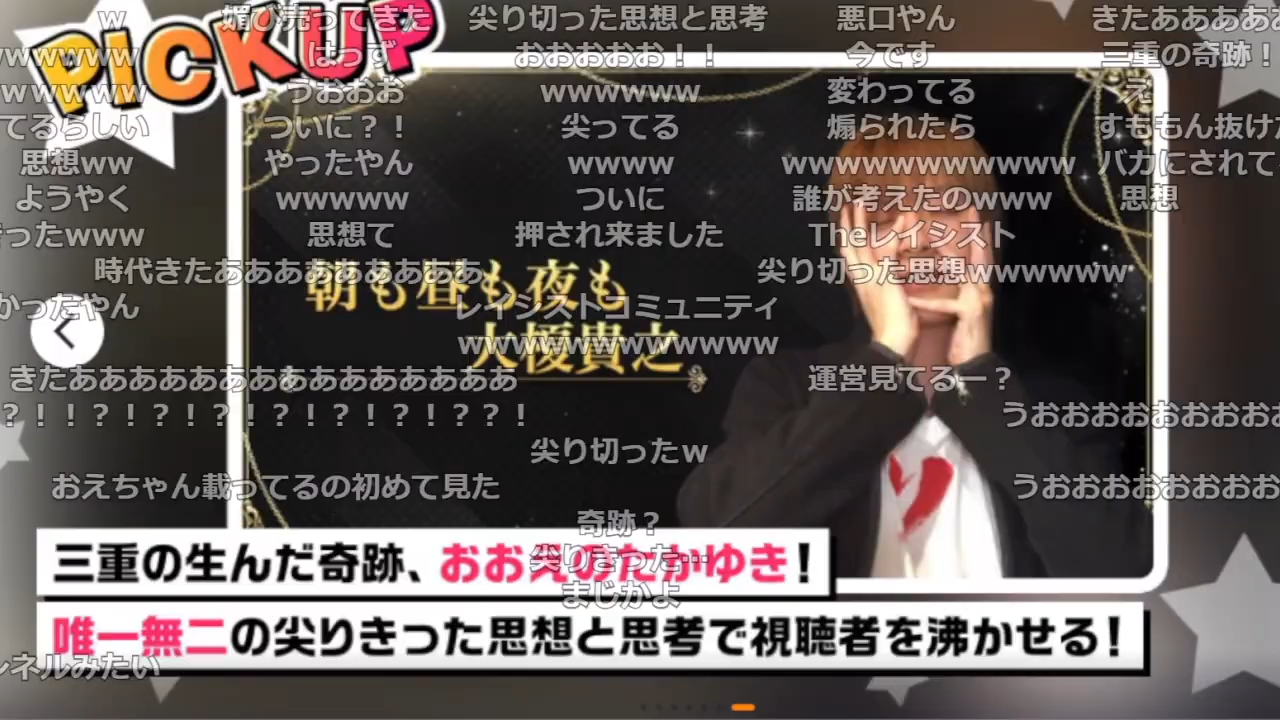 w
媚び売ってきた
尖り切った思想と思考
悪口やん
きたああああ
PICKUP
wwwwww
はっず
おおおおお！！
今です
三重の奇跡！
wwwwww
うおおお
wwwwww
変わってる
え
てるらしい
ついに？！
尖ってる
煽られたら
すももん抜け
思想ww
やったやん
wwww
wwwwwwwwwwww
バカにされて
ようやく
wwwww
ついに
誰が考えたのwww
思想
ったwww
思想て
押され来ました
Theレイシスト
時代きたあああああああああ
尖り切った思想wwwwww
朝も昼も夜も
かったやん
レイシストコミュニティ
大榎貴之
wwwwwwwwwwwww
きたあああああああああああああああ
運営見てるー？
？！！？！？！？！？！？！？？！
うおおおおおおおお
尖り切ったw
おえちゃん載ってるの初めて見た
うおおおおおおおお
奇跡？
三重の生んだ奇跡、おおえのたかゆき！
尖りきった…
まじかよ
唯一無二の尖りきった思想と思考で視聴者を沸かせる！
ンネルみたい